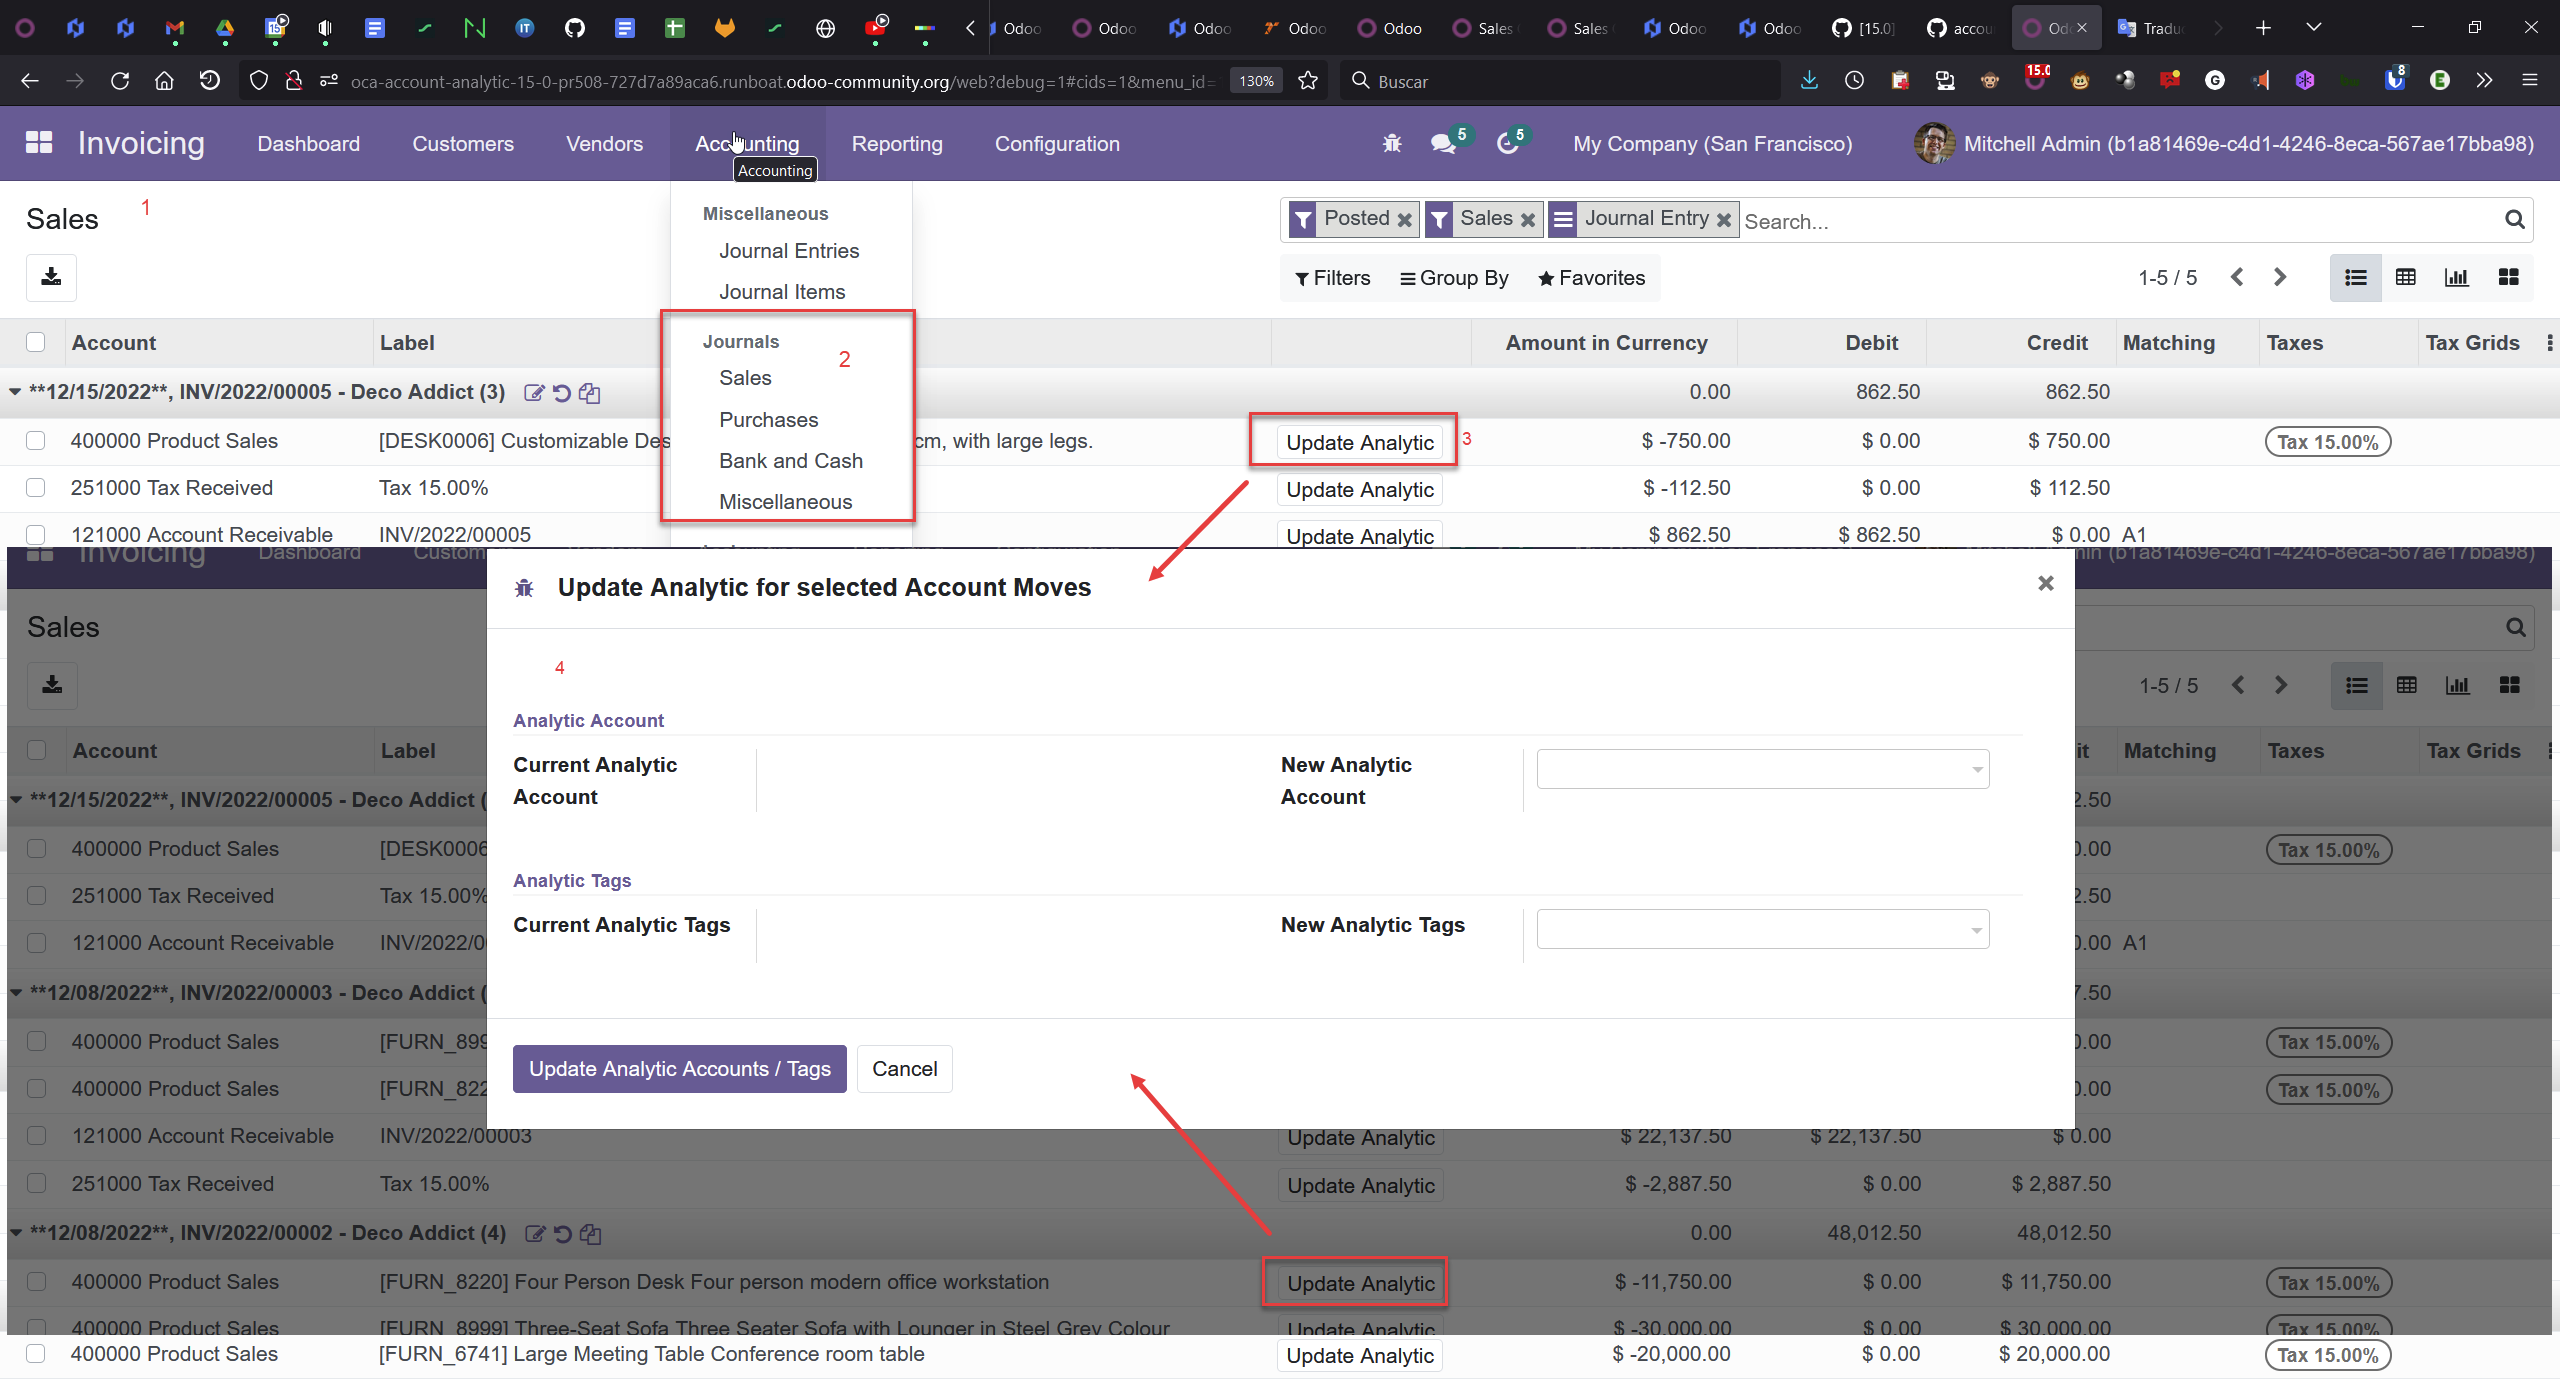 Odoo Odoo Odoo Odoo Odoo Sales Sales Odoo Odoo [15.0] accou Od Tradu
oca-account-analytic-15-0-pr508-727d7a89aca6.runboat.odoo-community.org/web?debug=1#cids=1&menu_id= 130% Buscar 15.0 8
Invoicing Dashboard Customers Vendors Accounting Reporting Configuration 5 5 My Company (San Francisco) Mitchell Admin (b1a81469e-c4d1-4246-8eca-567ae17bba98)
Accounting
Sales 1
Posted Sales Journal Entry Search...
Filters Group By Favorites 1-5 / 5
Miscellaneous
Journal Entries
Journal Items
Journals 2
Sales
Purchases
Bank and Cash
Miscellaneous
Account Label Amount in Currency Debit Credit Matching Taxes Tax Grids
**12/15/2022**, INV/2022/00005 - Deco Addict (3) 0.00 862.50 862.50
400000 Product Sales [DESK0006] Customizable Des cm, with large legs. Update Analytic 3 $ -750.00 $ 0.00 $ 750.00 Tax 15.00%
251000 Tax Received Tax 15.00% Update Analytic $ -112.50 $ 0.00 $ 112.50
121000 Account Receivable INV/2022/00005 Update Analytic $ 862.50 $ 862.50 $ 0.00 A1
Invoicing Dashboard Custom min (b1a81469e-c4d1-4246-8eca-567ae17bba98)
Update Analytic for selected Account Moves
Sales
4
1-5 / 5
Analytic Account
Current Analytic Account
New Analytic Account
Analytic Tags
Current Analytic Tags New Analytic Tags
Update Analytic Accounts / Tags Cancel
Account Label it Matching Taxes Tax Grids
**12/15/2022**, INV/2022/00005 - Deco Addict ( 2.50
400000 Product Sales [DESK0006 0.00 Tax 15.00%
251000 Tax Received Tax 15.00% 2.50
121000 Account Receivable INV/2022/0 0.00 A1
**12/08/2022**, INV/2022/00003 - Deco Addict ( 7.50
400000 Product Sales [FURN_899 0.00 Tax 15.00%
400000 Product Sales [FURN_822 0.00 Tax 15.00%
121000 Account Receivable INV/2022/00003 Update Analytic $ 22,137.50 $ 22,137.50 $ 0.00
251000 Tax Received Tax 15.00% Update Analytic $ -2,887.50 $ 0.00 $ 2,887.50
**12/08/2022**, INV/2022/00002 - Deco Addict (4) 0.00 48,012.50 48,012.50
400000 Product Sales [FURN_8220] Four Person Desk Four person modern office workstation Update Analytic $ -11,750.00 $ 0.00 $ 11,750.00 Tax 15.00%
400000 Product Sales [FURN_8999] Three-Seat Sofa Three Seater Sofa with Lounger in Steel Grey Colour Update Analytic $ -30,000.00 $ 0.00 $ 30,000.00 Tax 15.00%
400000 Product Sales [FURN_6741] Large Meeting Table Conference room table Update Analytic $ -20,000.00 $ 0.00 $ 20,000.00 Tax 15.00%